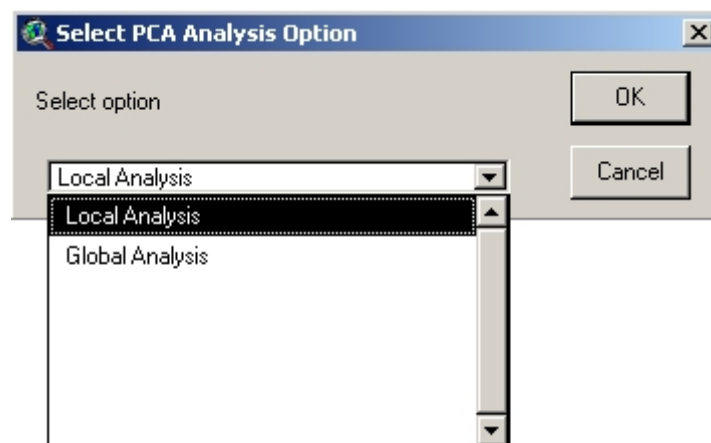 Select PCA Analysis Option
Select option
OK
Local Analysis
Cancel
Local Analysis
Global Analysis